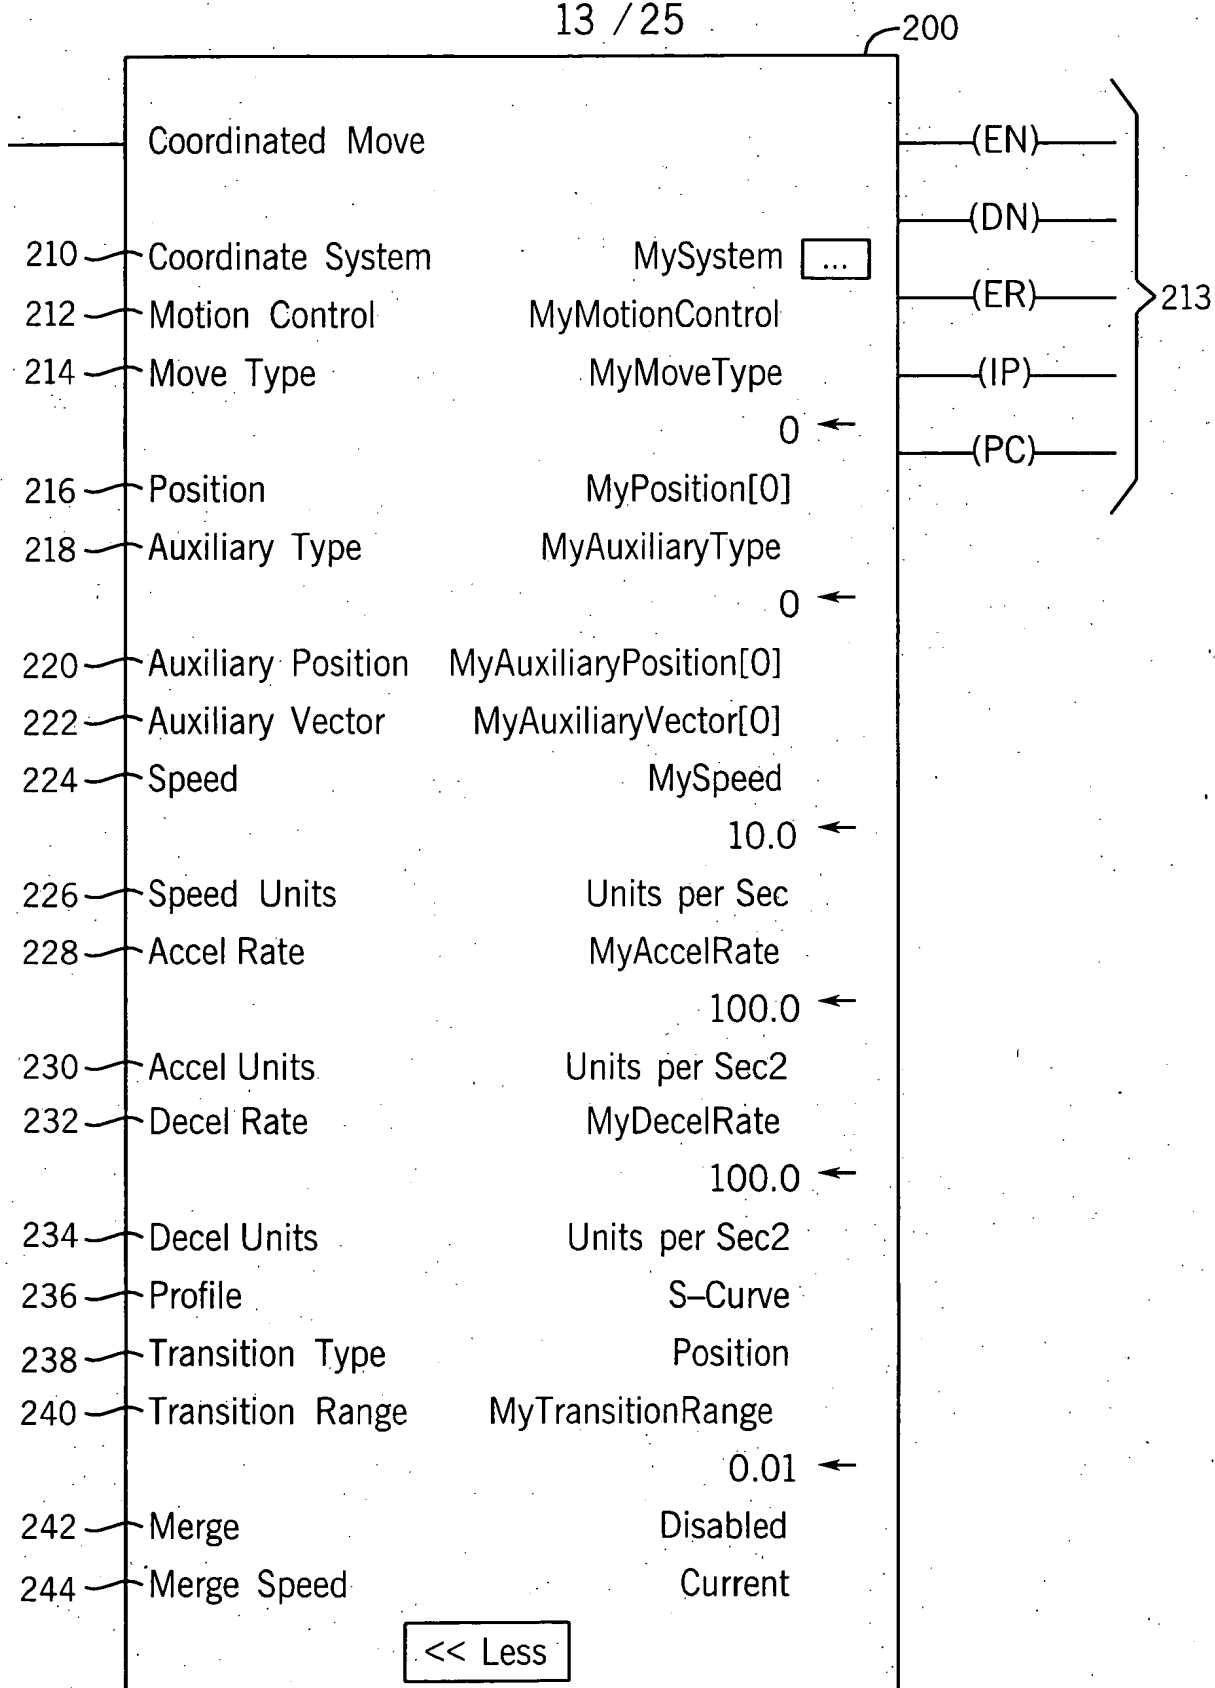 13 / 25
200
Coordinated Move (EN)
(DN)
210 Coordinate System MySystem ...
(ER) 213
212 Motion Control MyMotionControl
214 Move Type MyMoveType (IP)
0 ←
(PC)
216 Position MyPosition[0]
218 Auxiliary Type MyAuxiliaryType
0 ←
220 Auxiliary Position MyAuxiliaryPosition[0]
222 Auxiliary Vector MyAuxiliaryVector[0]
224 Speed MySpeed
10.0 ←
226 Speed Units Units per Sec
228 Accel Rate MyAccelRate
100.0 ←
230 Accel Units Units per Sec2
232 Decel Rate MyDecelRate
100.0 ←
234 Decel Units Units per Sec2
236 Profile S–Curve
238 Transition Type Position
240 Transition Range MyTransitionRange
0.01 ←
242 Merge Disabled
244 Merge Speed Current
<< Less